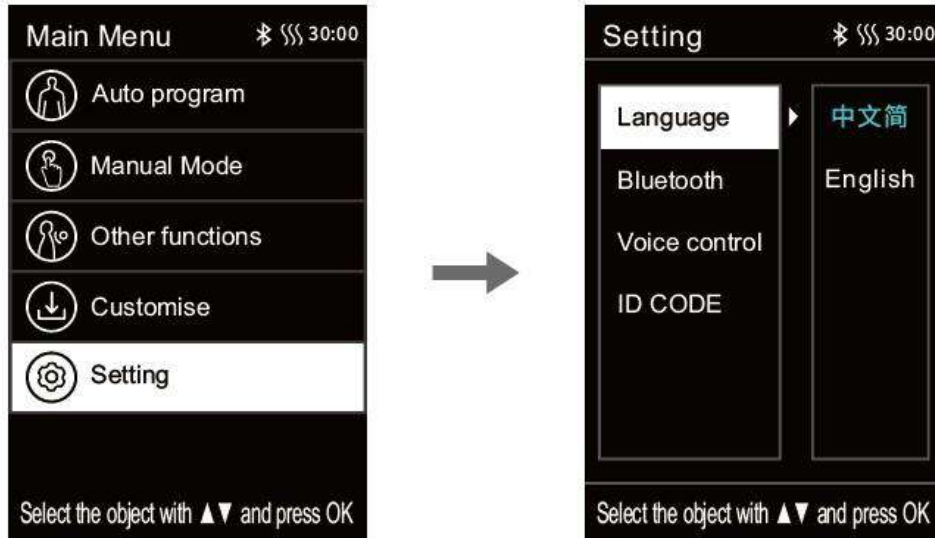 Main Menu 30:00
Auto program
Manual Mode
Other functions
Customise
Setting
Select the object with ▲▼ and press OK
Setting 30:00
Language
Bluetooth
Voice control
ID CODE
中文简
English
Select the object with ▲▼ and press OK